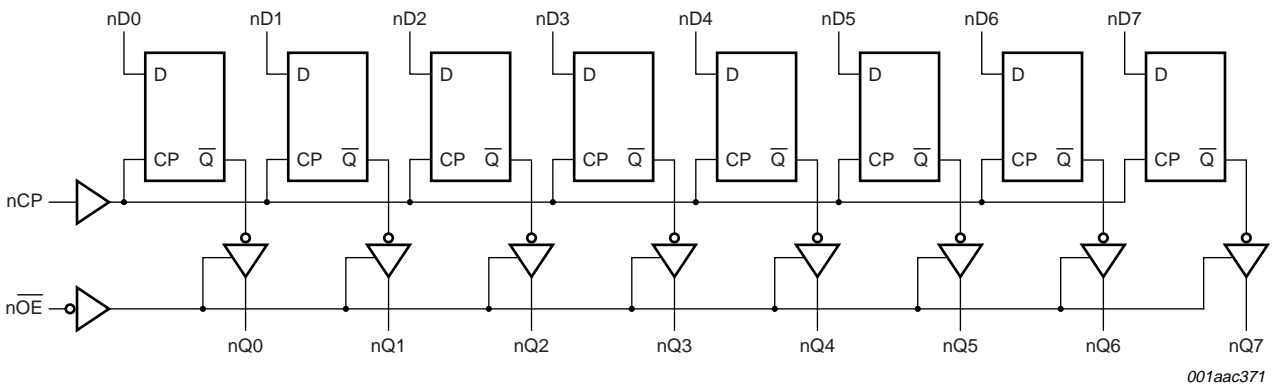 nD0 nD1 nD2 nD3 nD4 nD5 nD6 nD7
D D D D D D D D
CP Q̅ CP Q̅ CP Q̅ CP Q̅ CP Q̅ CP Q̅ CP Q̅ CP Q̅
nCP
nO̅E̅
nQ0 nQ1 nQ2 nQ3 nQ4 nQ5 nQ6 nQ7
001aac371